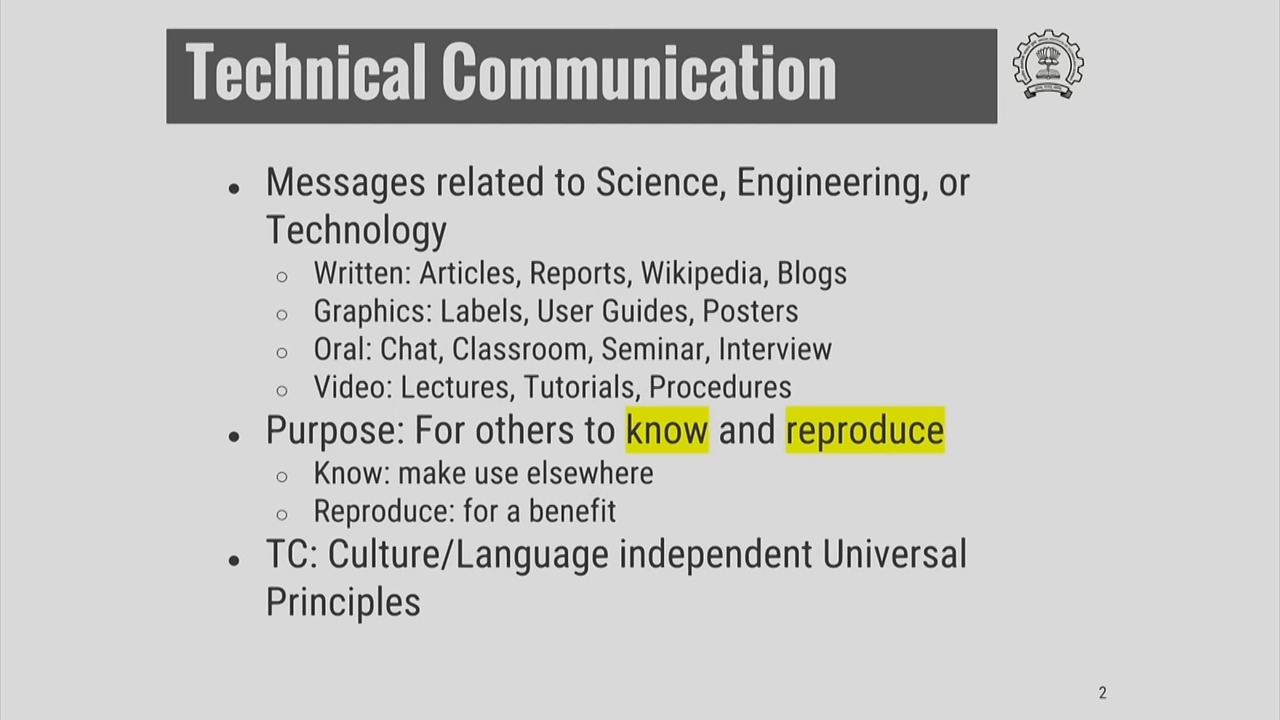 Technical Communication
● Messages related to Science, Engineering, or
Technology
○ Written: Articles, Reports, Wikipedia, Blogs
○ Graphics: Labels, User Guides, Posters
○ Oral: Chat, Classroom, Seminar, Interview
○ Video: Lectures, Tutorials, Procedures
● Purpose: For others to know and reproduce
○ Know: make use elsewhere
○ Reproduce: for a benefit
● TC: Culture/Language independent Universal
Principles
2